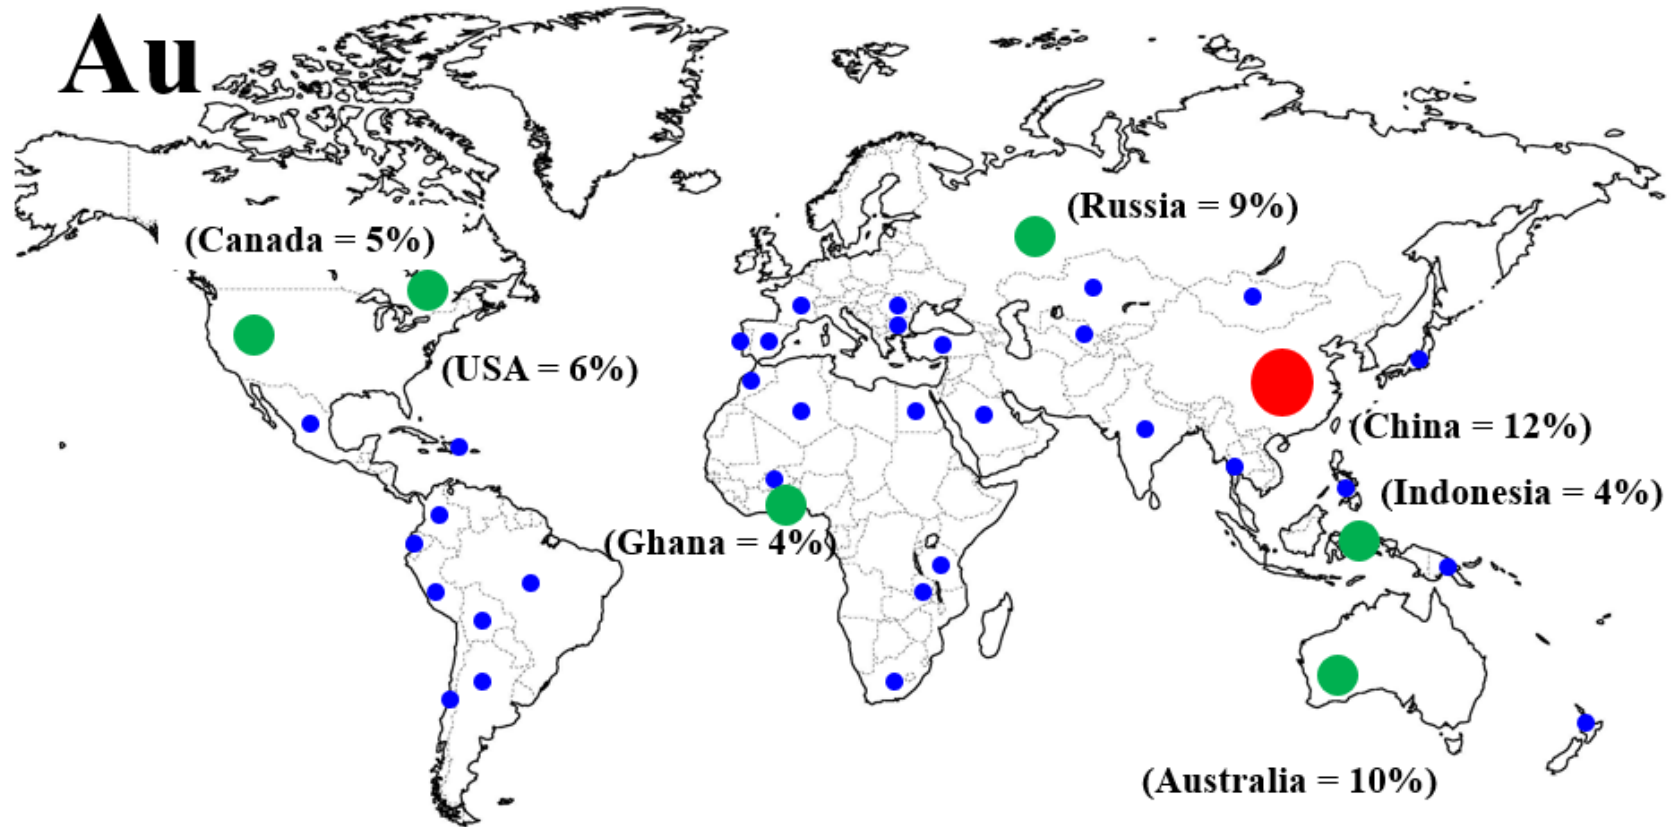 Au
(Russia = 9%)
(Canada = 5%)
(USA = 6%)
(China = 12%)
(Indonesia = 4%)
(Ghana = 4%)
(Australia = 10%)